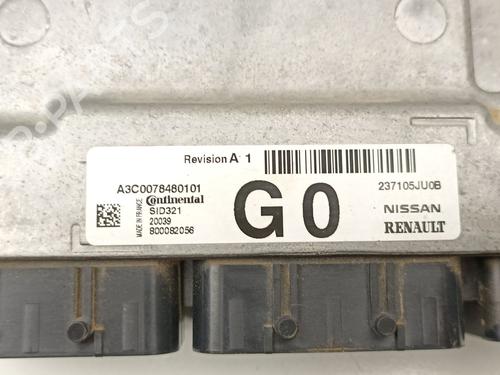 Revision A 1
A3C0078480101
Continental
SID321
20039
800082056
MADE IN FRANCE
G0
237105JU0B
NISSAN
RENAULT